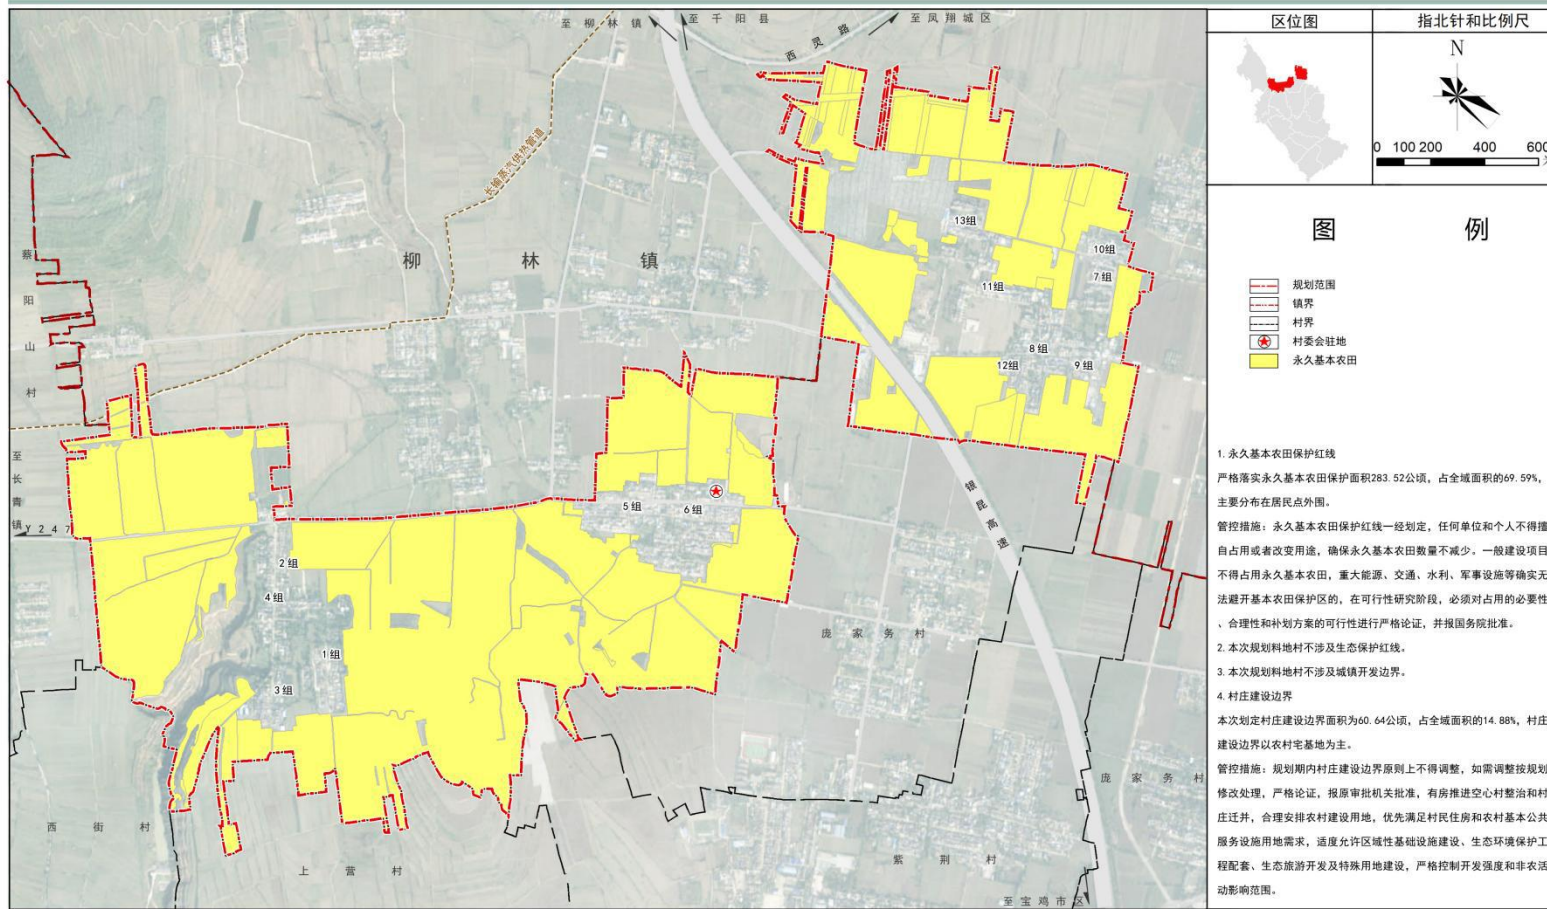 至柳林镇
至千阳县
至凤翔城区
西灵路
长输蒸汽供热管道
柳林镇
蔡阳山村
至长青镇
Y247
13组
10组
7组
11组
8组
12组
9组
5组
6组
2组
4组
1组
3组
银昆高速
庞家务村
庞家务村
西街村
上营村
紫荆村
至宝鸡市区
区位图
指北针和比例尺
N
0 100 200 400 600
图例
规划范围
镇界
村界
村委会驻地
永久基本农田
1. 永久基本农田保护红线
严格落实永久基本农田保护面积283.52公顷，占全域面积的69.59%，
主要分布在居民点外围。
管控措施：永久基本农田保护红线一经划定，任何单位和个人不得擅
自占用或者改变用途，确保永久基本农田数量不减少。一般建设项目
不得占用永久基本农田，重大能源、交通、水利、军事设施等确实无
法避开基本农田保护区的，在可行性研究阶段，必须对占用的必要性
、合理性和补划方案的可行性进行严格论证，并报国务院批准。
2. 本次规划料地村不涉及生态保护红线。
3. 本次规划料地村不涉及城镇开发边界。
4. 村庄建设边界
本次划定村庄建设边界面积为60.64公顷，占全域面积的14.88%，村庄
建设边界以农村宅基地为主。
管控措施：规划期内村庄建设边界原则上不得调整，如需调整按规划
修改处理，严格论证，报原审批机关批准，有房推进空心村整治和村
庄迁并，合理安排农村建设用地，优先满足村民住房和农村基本公共
服务设施用地需求，适度允许区域性基础设施建设、生态环境保护工
程配套、生态旅游开发及特殊用地建设，严格控制开发强度和非农活
动影响范围。